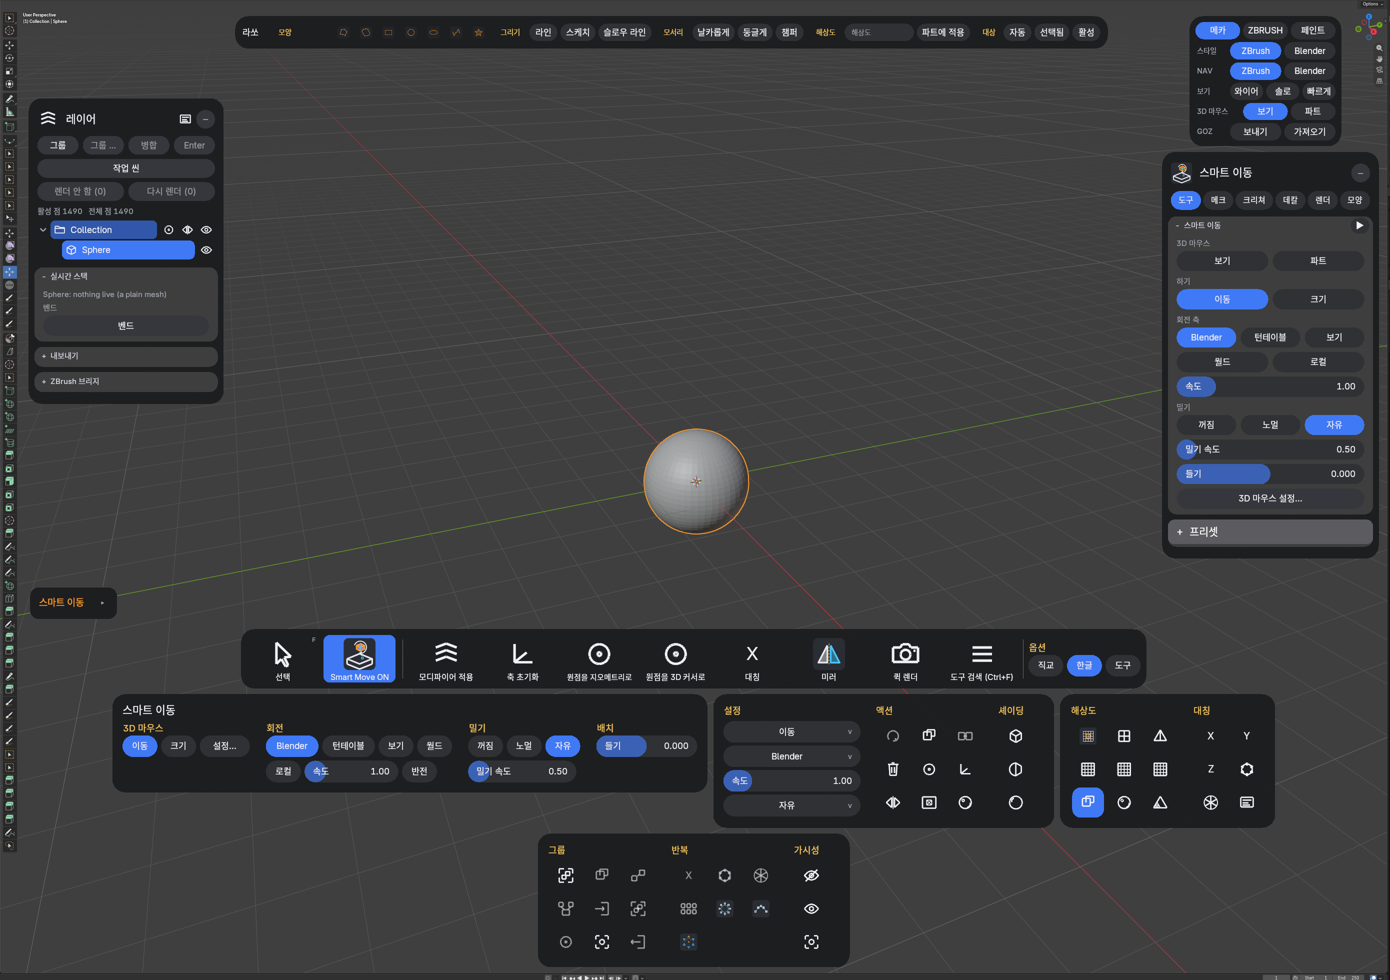 User Perspective
(1) Collection | Sphere
Options
라쏘 모양 그리기 라인 스케치 슬로우 라인 모서리 날카롭게 둥글게 챔퍼 해상도 해상도 파트에 적용 대상 자동 선택됨 활성
메카 ZBRUSH 페인트
스타일 ZBrush Blender
NAV ZBrush Blender
보기 와이어 솔로 빠르게
3D 마우스 보기 파트
GOZ 보내기 가져오기
레이어
그룹 그룹 ... 병합 Enter
작업 씬
렌더 안 함 (0) 다시 렌더 (0)
활성 점 1490 전체 점 1490
Collection
Sphere
- 실시간 스택
Sphere: nothing live (a plain mesh)
벤드
벤드
+ 내보내기
+ ZBrush 브리지
스마트 이동
도구 메크 크리쳐 데칼 렌더 모양
- 스마트 이동
3D 마우스
보기 파트
하기
이동 크기
회전 축
Blender 턴테이블 보기
월드 로컬
속도 1.00
밀기
꺼짐 노멀 자유
밀기 속도 0.50
들기 0.000
3D 마우스 설정...
+ 프리셋
스마트 이동
F
선택 Smart Move ON 모디파이어 적용 축 초기화 원점을 지오메트리로 원점을 3D 커서로 X 대칭 미러 퀵 렌더 도구 검색 (Ctrl+F)
옵션
직교 한글 도구
스마트 이동
3D 마우스 회전 밀기 배치
이동 크기 설정... Blender 턴테이블 보기 월드 꺼짐 노멀 자유 들기 0.000
로컬 속도 1.00 반전 밀기 속도 0.50
설정 액션 셰이딩
이동
Blender
속도 1.00
자유
해상도 대칭
X Y
Z
그룹 반복 가시성
X
1 Start 1 End 250